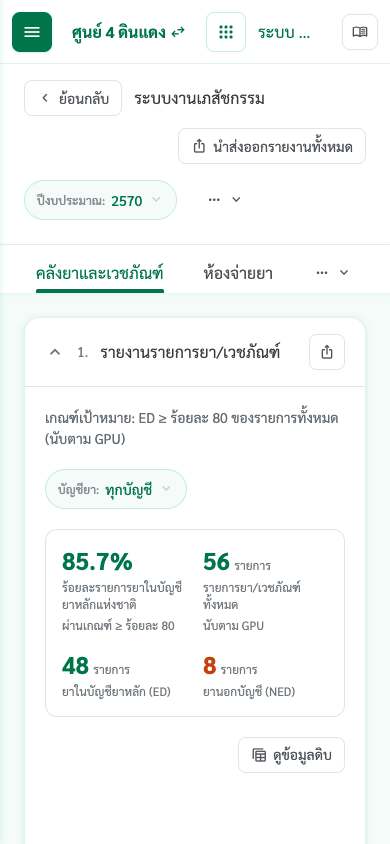 ศูนย์ 4 ดินแดง
ระบบ ...
ย้อนกลับ
ระบบงานเภสัชกรรม
นำส่งออกรายงานทั้งหมด
ปีงบประมาณ: 2570
...
คลังยาและเวชภัณฑ์
ห้องจ่ายยา
...
1. รายงานรายการยา/เวชภัณฑ์
เกณฑ์เป้าหมาย: ED ≥ ร้อยละ 80 ของรายการทั้งหมด
(นับตาม GPU)
บัญชียา: ทุกบัญชี
85.7%
ร้อยละรายการยาในบัญชี
ยาหลักแห่งชาติ
ผ่านเกณฑ์ ≥ ร้อยละ 80
56 รายการ
รายการยา/เวชภัณฑ์
ทั้งหมด
นับตาม GPU
48 รายการ
ยาในบัญชียาหลัก (ED)
8 รายการ
ยานอกบัญชี (NED)
ดูข้อมูลดิบ